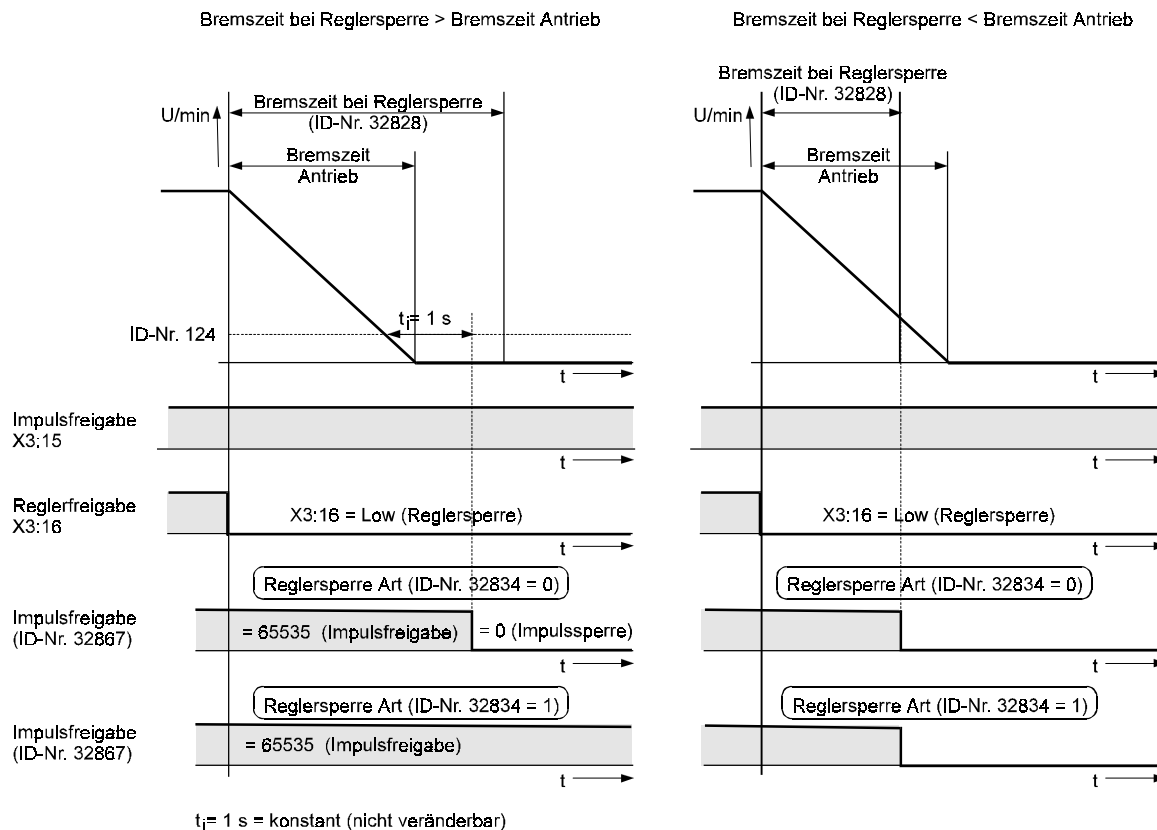 Bremszeit bei Reglersperre > Bremszeit Antrieb
Bremszeit bei Reglersperre < Bremszeit Antrieb
U/min
Bremszeit bei Reglersperre
(ID-Nr. 32828)
Bremszeit
Antrieb
ID-Nr. 124
ti= 1 s
t
Bremszeit bei Reglersperre
(ID-Nr. 32828)
U/min
Bremszeit
Antrieb
t
Impulsfreigabe
X3:15
t
t
Reglerfreigabe
X3:16
X3:16 = Low (Reglersperre)
t
X3:16 = Low (Reglersperre)
t
Reglersperre Art (ID-Nr. 32834 = 0)
Reglersperre Art (ID-Nr. 32834 = 0)
Impulsfreigabe
(ID-Nr. 32867)
= 65535 (Impulsfreigabe)
= 0 (Impulssperre)
t
t
Reglersperre Art (ID-Nr. 32834 = 1)
Reglersperre Art (ID-Nr. 32834 = 1)
Impulsfreigabe
(ID-Nr. 32867)
= 65535 (Impulsfreigabe)
t
t
ti= 1 s = konstant (nicht veränderbar)